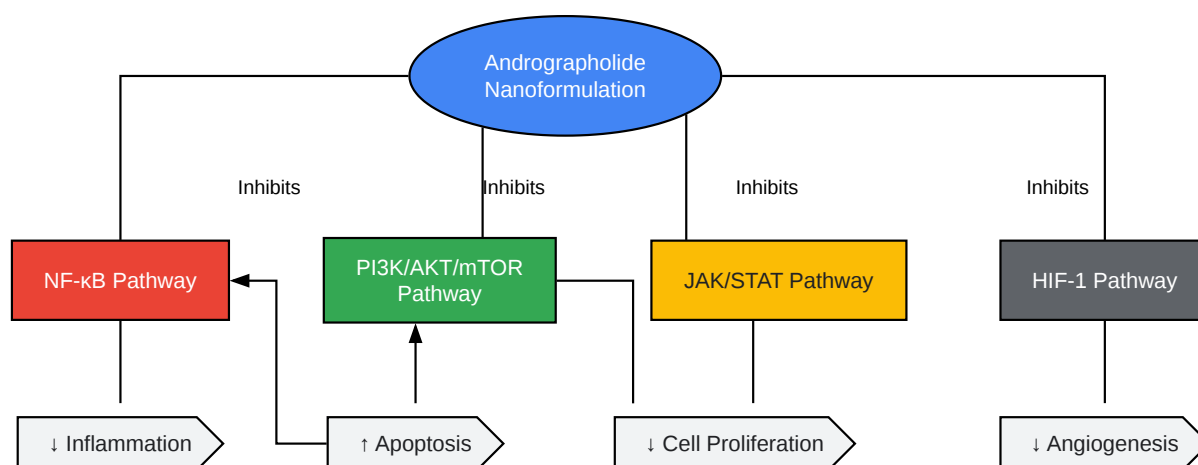 Andrographolide
Nanoformulation
Inhibits
Inhibits
Inhibits
Inhibits
NF-κB Pathway
PI3K/AKT/mTOR
Pathway
JAK/STAT Pathway
HIF-1 Pathway
↓ Inflammation
↑ Apoptosis
↓ Cell Proliferation
↓ Angiogenesis